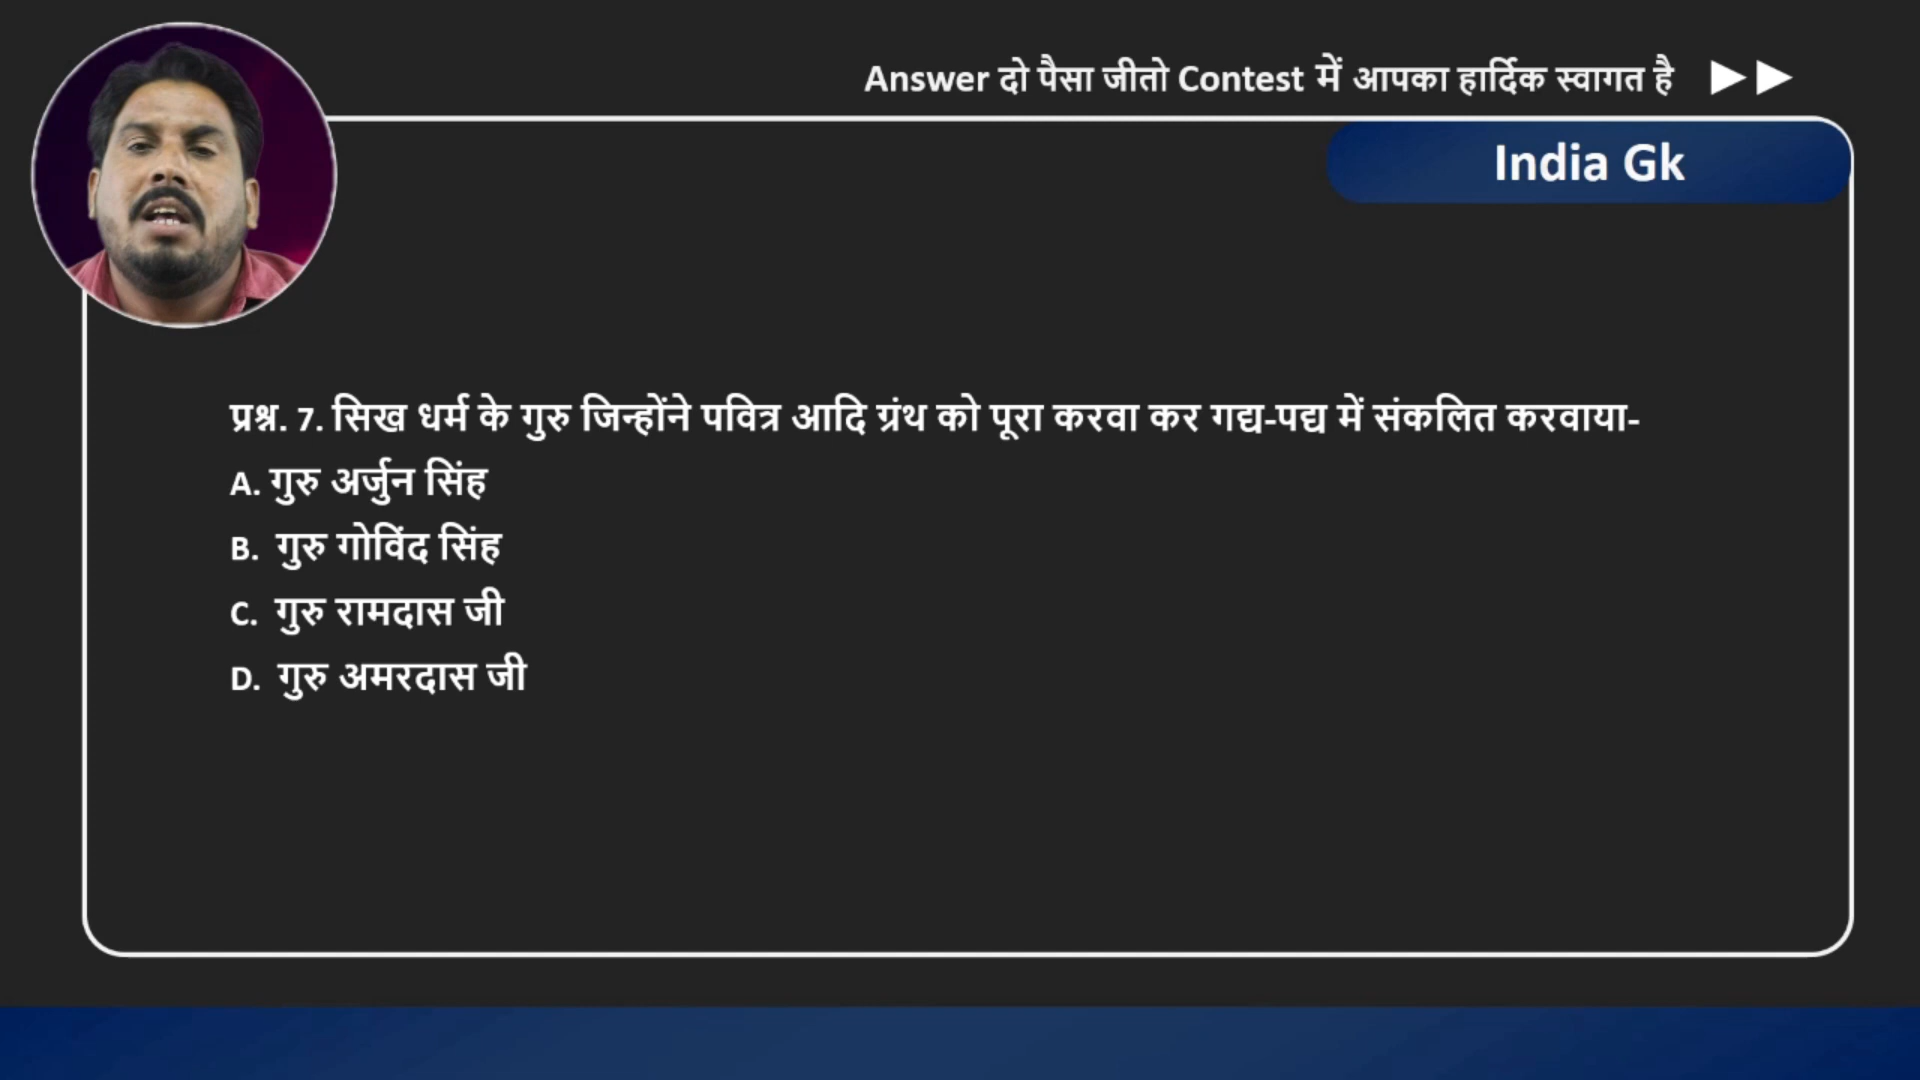 Answer दो पैसा जीतो Contest में आपका हार्दिक स्वागत है
India Gk
प्रश्न. 7. सिख धर्म के गुरु जिन्होंने पवित्र आदि ग्रंथ को पूरा करवा कर गद्य-पद्य में संकलित करवाया-
A. गुरु अर्जुन सिंह
B. गुरु गोविंद सिंह
C. गुरु रामदास जी
D. गुरु अमरदास जी